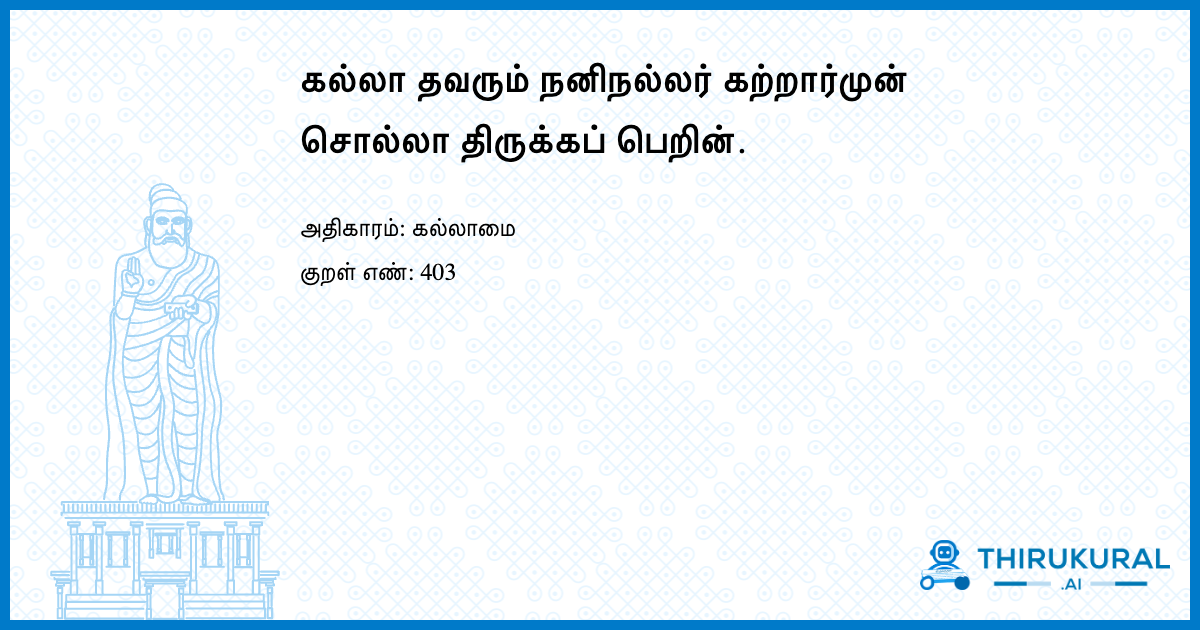 கல்லா தவரும் நனிநல்லர் கற்றார்முன்
சொல்லா திருக்கப் பெறின்.
அதிகாரம்: கல்லாமை
குறள் எண்: 403
THIRUKURAL
.AI